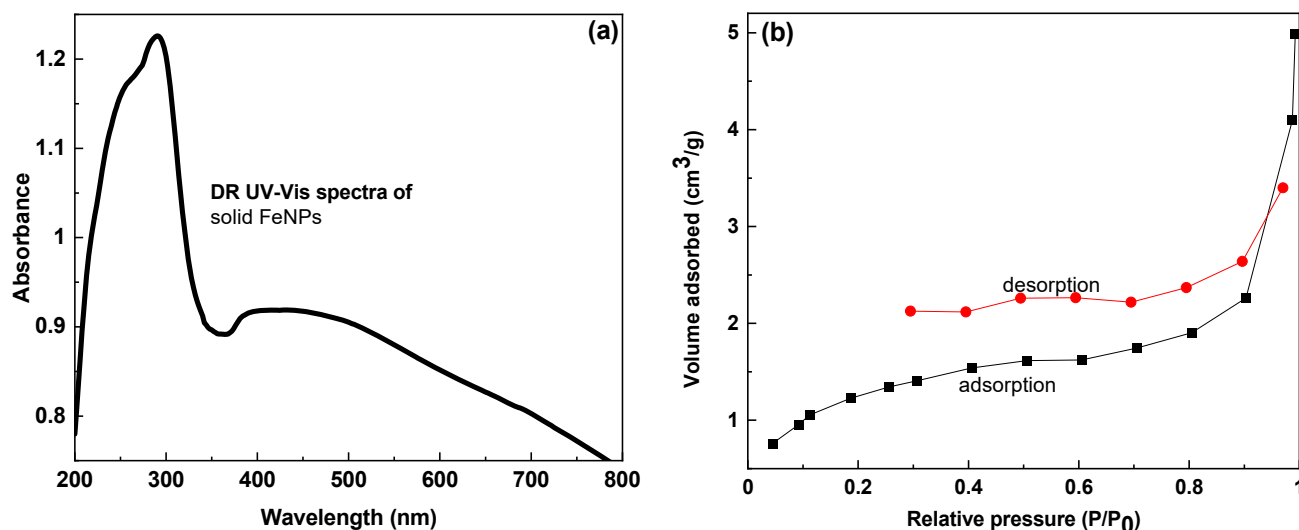 (a)
1.2
1.1
1
0.9
0.8
Absorbance
DR UV-Vis spectra of
solid FeNPs
200 300 400 500 600 700 800
Wavelength (nm)
(b)
5
4
3
2
1
Volume adsorbed (cm³/g)
desorption
adsorption
0 0.2 0.4 0.6 0.8 1
Relative pressure (P/P₀)